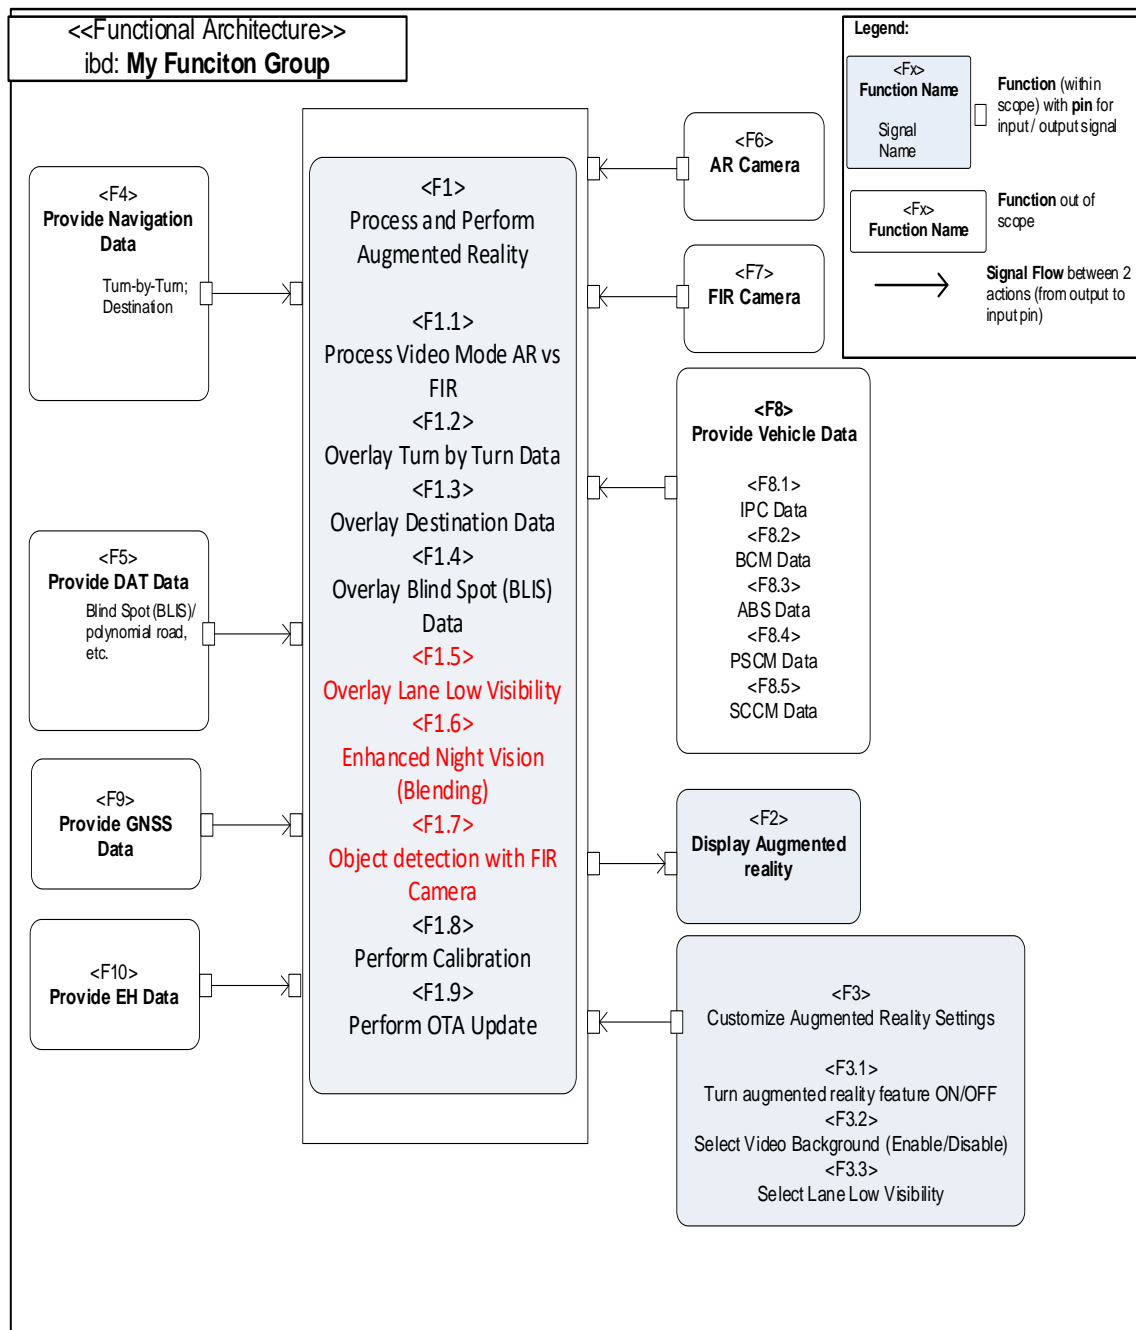 <<Functional Architecture>>
ibd: My Funciton Group
Legend:
<Fx>
Function Name
Signal
Name
Function (within
scope) with pin for
input / output signal
<Fx>
Function Name
Function out of
scope
Signal Flow between 2
actions (from output to
input pin)
<F4>
Provide Navigation
Data
Turn-by-Turn;
Destination
<F5>
Provide DAT Data
Blind Spot (BLIS)/
polynomial road,
etc.
<F9>
Provide GNSS
Data
<F10>
Provide EH Data
<F1>
Process and Perform
Augmented Reality
<F1.1>
Process Video Mode AR vs
FIR
<F1.2>
Overlay Turn by Turn Data
<F1.3>
Overlay Destination Data
<F1.4>
Overlay Blind Spot (BLIS)
Data
<F1.5>
Overlay Lane Low Visibility
<F1.6>
Enhanced Night Vision
(Blending)
<F1.7>
Object detection with FIR
Camera
<F1.8>
Perform Calibration
<F1.9>
Perform OTA Update
<F6>
AR Camera
<F7>
FIR Camera
<F8>
Provide Vehicle Data
<F8.1>
IPC Data
<F8.2>
BCM Data
<F8.3>
ABS Data
<F8.4>
PSCM Data
<F8.5>
SCCM Data
<F2>
Display Augmented
reality
<F3>
Customize Augmented Reality Settings
<F3.1>
Turn augmented reality feature ON/OFF
<F3.2>
Select Video Background (Enable/Disable)
<F3.3>
Select Lane Low Visibility